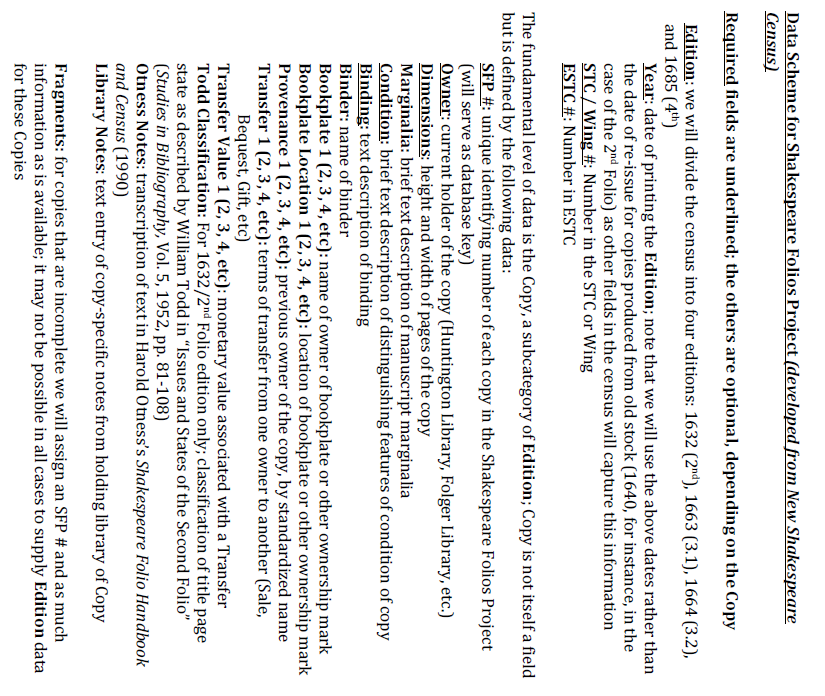 Data Scheme for Shakespeare Folios Project (developed from New Shakespeare
Census)
Required fields are underlined; the others are optional, depending on the Copy
Edition: we will divide the census into four editions: 1632 (2nd), 1663 (3.1), 1664 (3.2),
and 1685 (4th)
Year: date of printing the Edition; note that we will use the above dates rather than
the date of re-issue for copies produced from old stock (1640, for instance, in the
case of the 2nd Folio) as other fields in the census will capture this information
STC / Wing #: Number in the STC or Wing
ESTC #: Number in ESTC
The fundamental level of data is the Copy, a subcategory of Edition; Copy is not itself a field
but is defined by the following data:
SFP #: unique identifying number of each copy in the Shakespeare Folios Project
(will serve as database key)
Owner: current holder of the copy (Huntington Library, Folger Library, etc.)
Dimensions: height and width of pages of the copy
Marginalia: brief text description of manuscript marginalia
Condition: brief text description of distinguishing features of condition of copy
Binding: text description of binding
Binder: name of binder
Bookplate 1 (2, 3, 4, etc): name of owner of bookplate or other ownership mark
Bookplate Location 1 (2, 3, 4, etc): location of bookplate or other ownership mark
Provenance 1 (2, 3, 4, etc): previous owner of the copy, by standardized name
Transfer 1 (2, 3, 4, etc): terms of transfer from one owner to another (Sale,
Bequest, Gift, etc)
Transfer Value 1 (2, 3, 4, etc): monetary value associated with a Transfer
Todd Classification: For 1632/2nd Folio edition only; classification of title page
state as described by William Todd in "Issues and States of the Second Folio"
(Studies in Bibliography, Vol. 5, 1952, pp. 81-108)
Otness Notes: transcription of text in Harold Otness's Shakespeare Folio Handbook
and Census (1990)
Library Notes: text entry of copy-specific notes from holding library of Copy
Fragments: for copies that are incomplete we will assign an SFP # and as much
information as is available; it may not be possible in all cases to supply Edition data
for these Copies